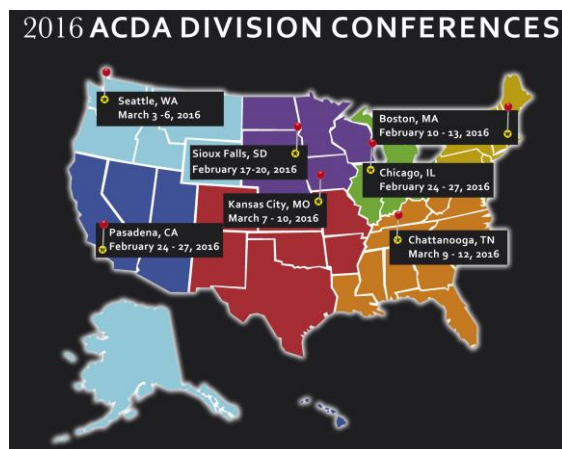 2016 ACDA DIVISION CONFERENCES
Seattle, WA
March 3 -6, 2016
Boston, MA
February 10 - 13, 2016
Sioux Falls, SD
February 17-20, 2016
Chicago, IL
February 24 - 27, 2016
Kansas City, MO
March 7 - 10, 2016
Pasadena, CA
February 24 - 27, 2016
Chattanooga, TN
March 9 - 12, 2016